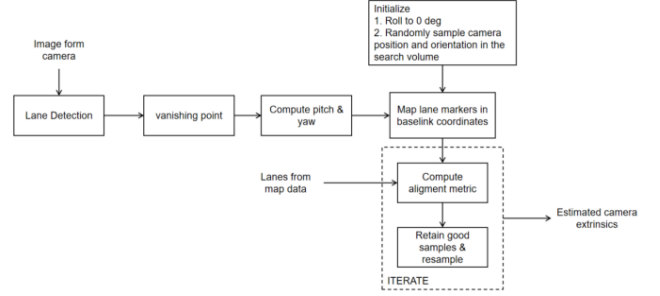 Initialize
1. Roll to 0 deg
2. Randomly sample camera
position and orientation in the
search volume
Image form
camera
Lane Detection
vanishing point
Compute pitch &
yaw
Map lane markers in
baselink coordinates
Lanes from
map data
Compute
aligment metric
Estimated camera
extrinsics
Retain good
samples &
resample
ITERATE